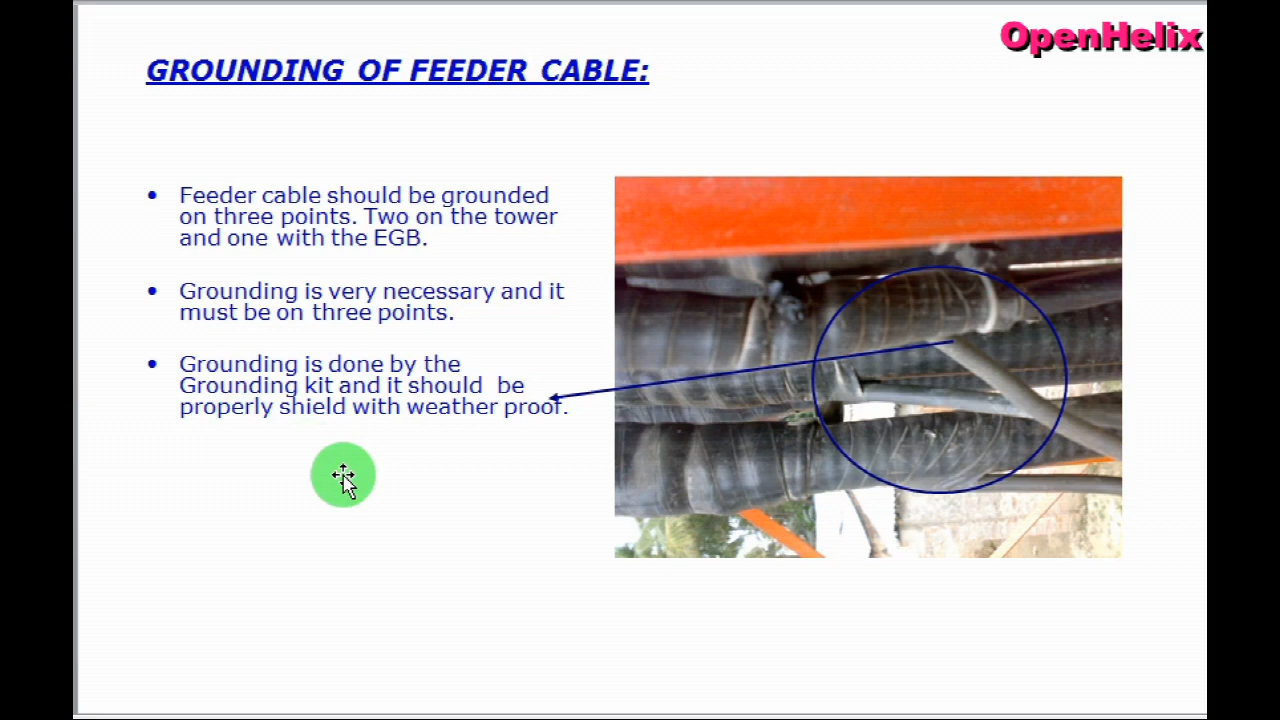 OpenHelix
GROUNDING OF FEEDER CABLE:
• Feeder cable should be grounded
on three points. Two on the tower
and one with the EGB.
• Grounding is very necessary and it
must be on three points.
• Grounding is done by the
Grounding kit and it should be
properly shield with weather proof.